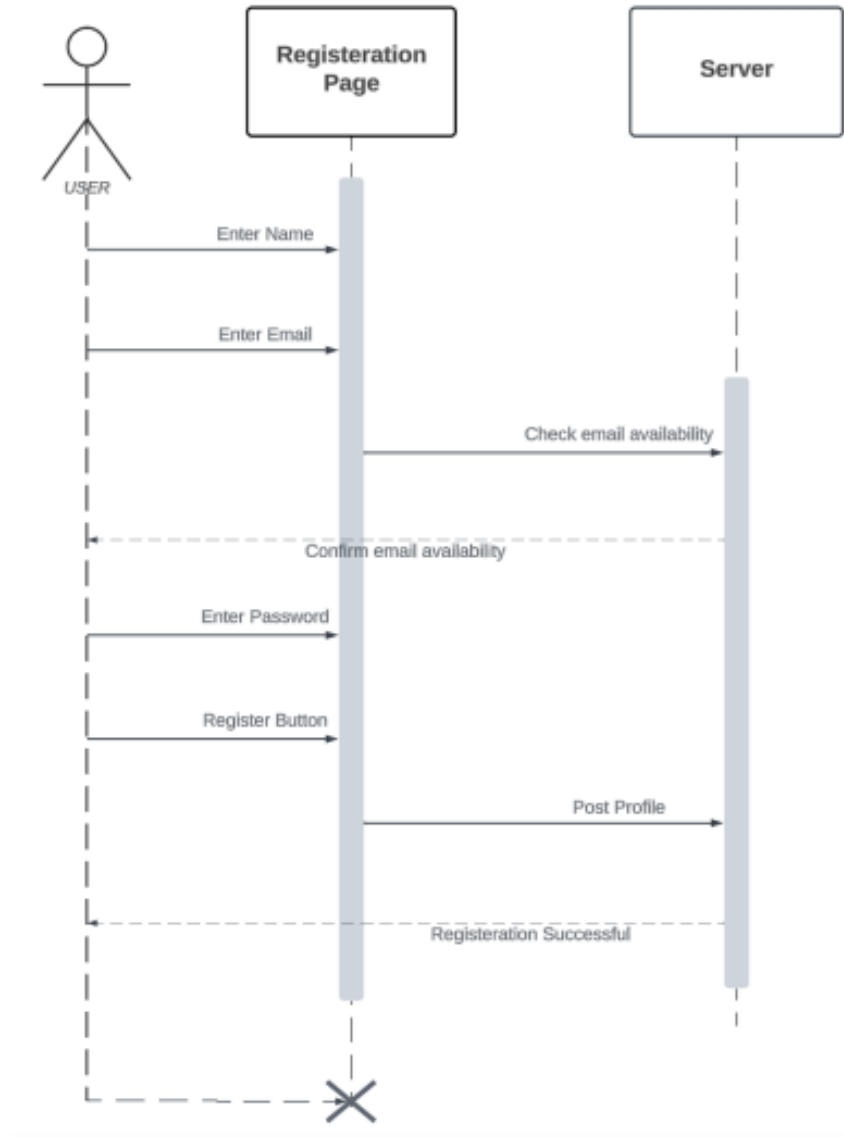 Registeration
Page
Server
USER
Enter Name
Enter Email
Check email availability
Confirm email availability
Enter Password
Register Button
Post Profile
Registeration Successful